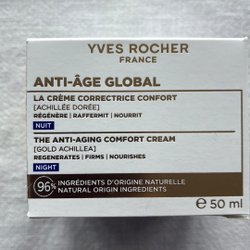 YVES ROCHER
FRANCE
ANTI-ÂGE GLOBAL
LA CRÈME CORRECTRICE CONFORT
[ACHILLÉE DORÉE]
RÉGÉNÈRE | RAFFERMIT | NOURRIT
NUIT
THE ANTI-AGING COMFORT CREAM
[GOLD ACHILLEA]
REGENERATES | FIRMS | NOURISHES
NIGHT
96% INGRÉDIENTS D'ORIGINE NATURELLE
NATURAL ORIGIN INGREDIENTS
e 50 ml